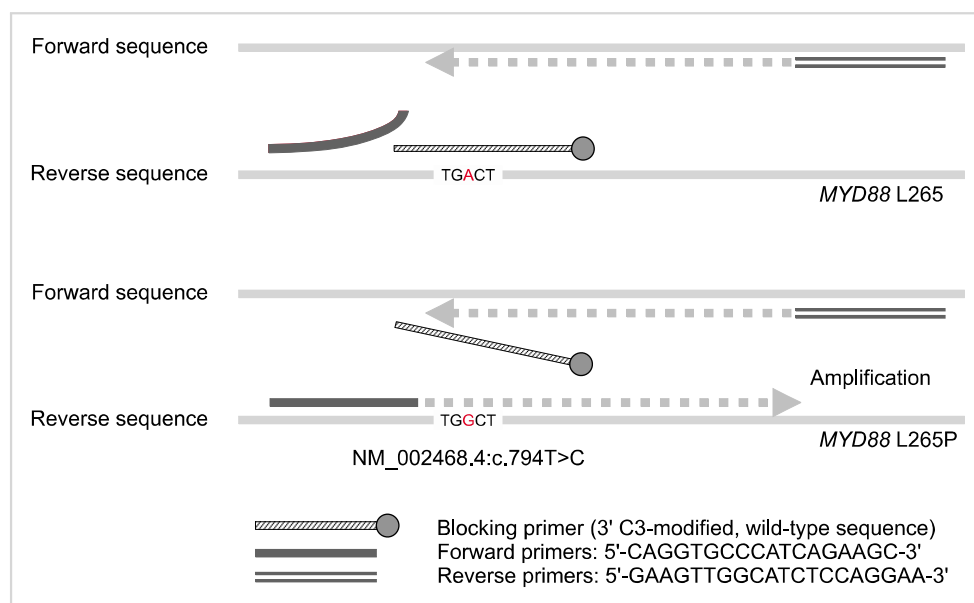 Forward sequence
Reverse sequence
TGACT
MYD88 L265
Forward sequence
Amplification
Reverse sequence
TGGCT
MYD88 L265P
NM_002468.4:c.794T>C
Blocking primer (3' C3-modified, wild-type sequence)
Forward primers: 5'-CAGGTGCCCATCAGAAGC-3'
Reverse primers: 5'-GAAGTTGGCATCTCCAGGAA-3'